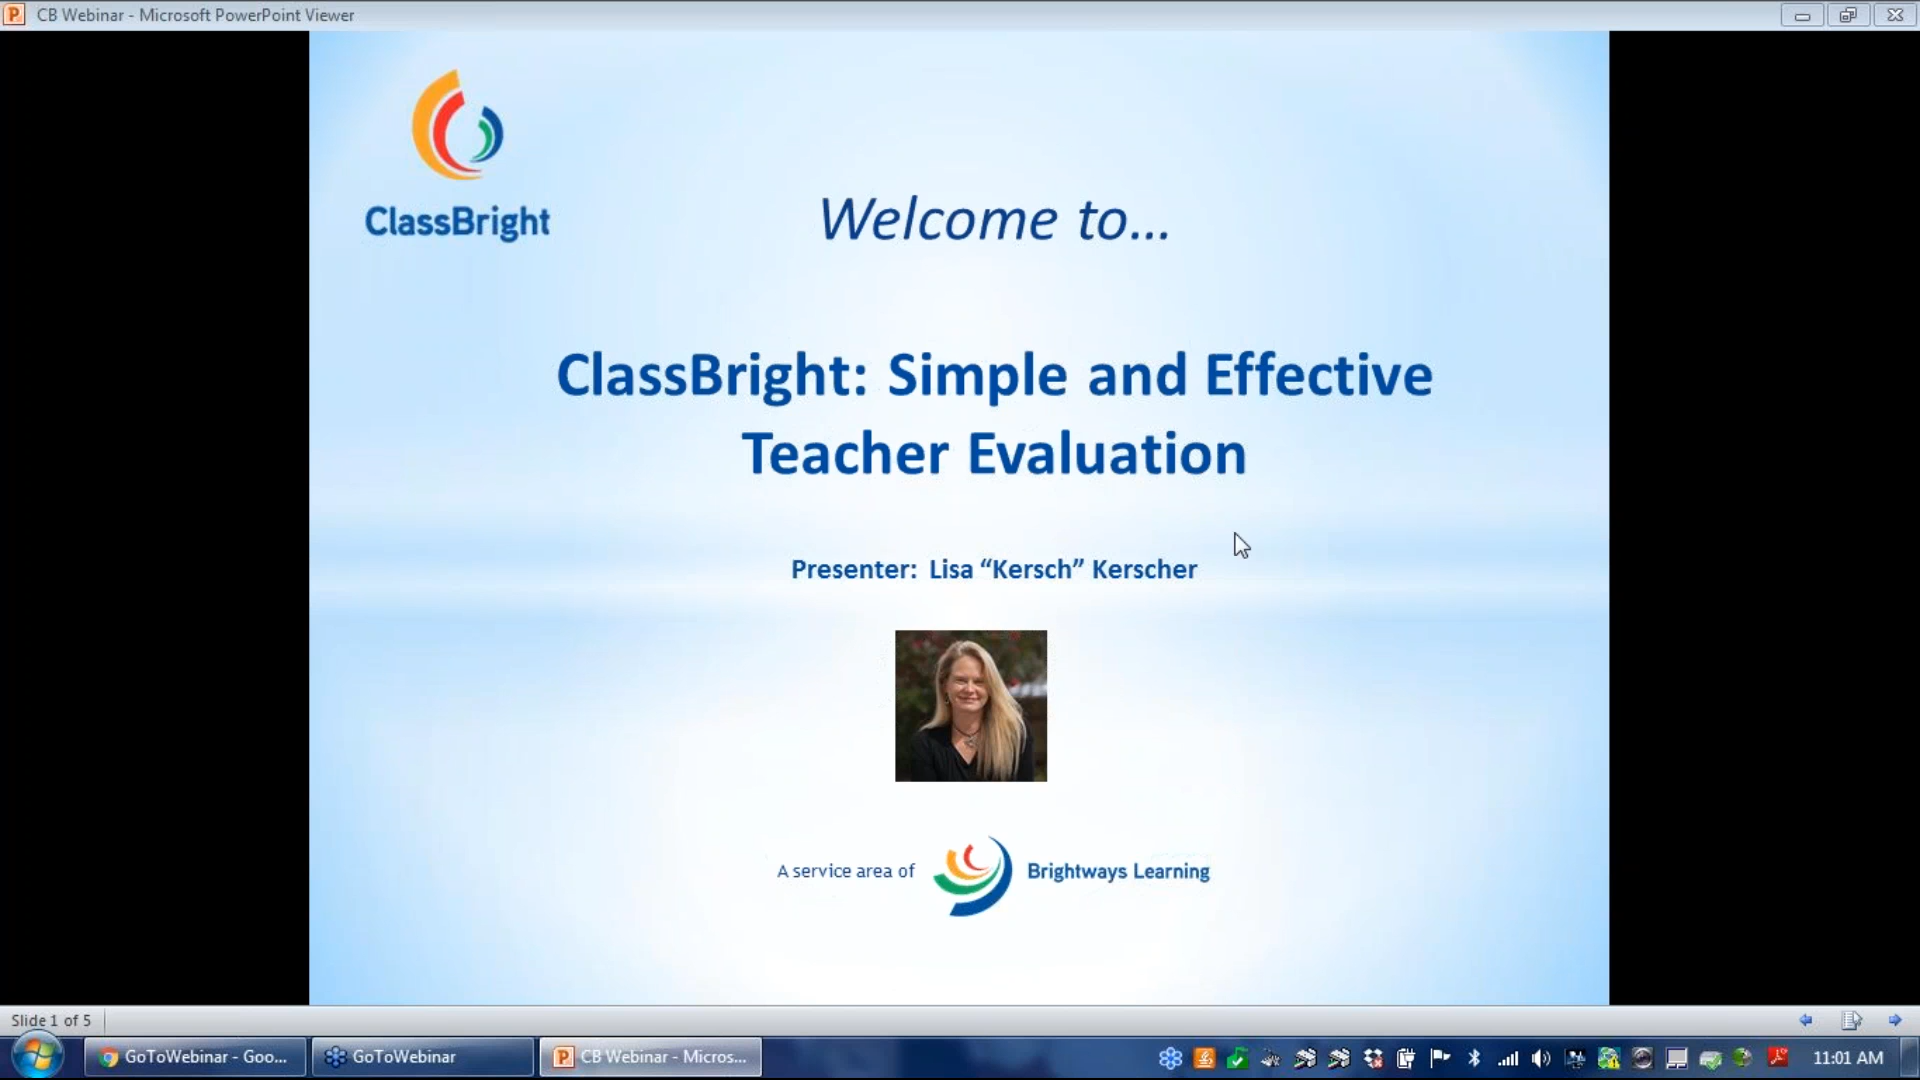 CB Webinar - Microsoft PowerPoint Viewer
ClassBright
Welcome to...
ClassBright: Simple and Effective
Teacher Evaluation
Presenter: Lisa “Kersch” Kerscher
A service area of
Brightways Learning
Slide 1 of 5
GoToWebinar - Goo...
GoToWebinar
CB Webinar - Micros...
11:01 AM